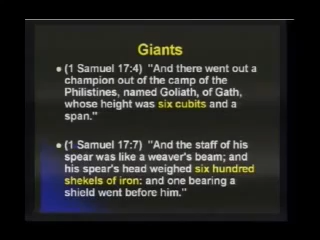 Giants
● (1 Samuel 17:4)  "And there went out a
champion out of the camp of the
Philistines, named Goliath, of Gath,
whose height was six cubits and a
span."
● (1 Samuel 17:7)  "And the staff of his
spear was like a weaver's beam; and
his spear's head weighed six hundred
shekels of iron: and one bearing a
shield went before him."